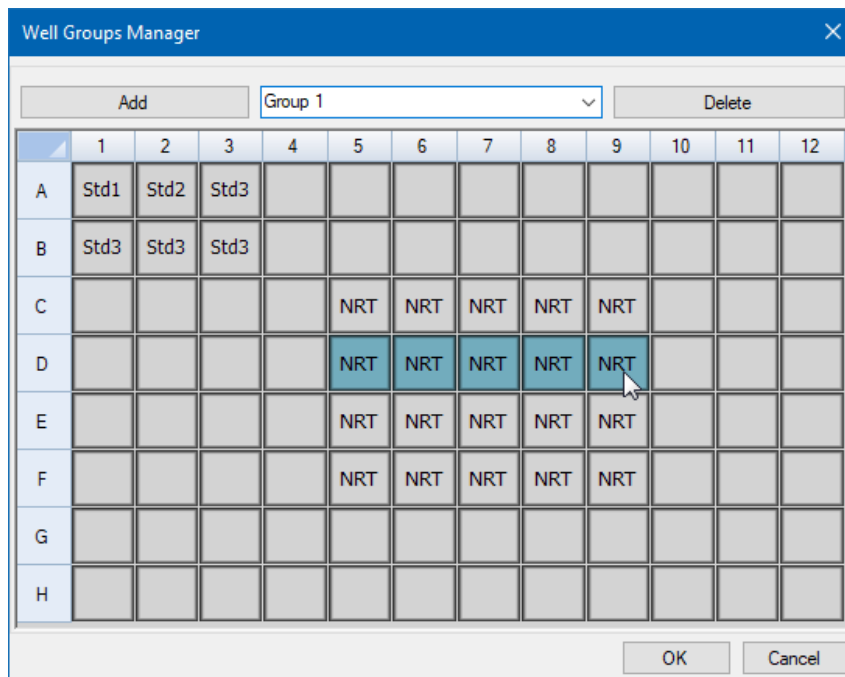 Well Groups Manager
Add Group 1 Delete
1 2 3 4 5 6 7 8 9 10 11 12
A Std1 Std2 Std3
B Std3 Std3 Std3
C NRT NRT NRT NRT NRT
D NRT NRT NRT NRT NRT
E NRT NRT NRT NRT NRT
F NRT NRT NRT NRT NRT
G
H
OK Cancel